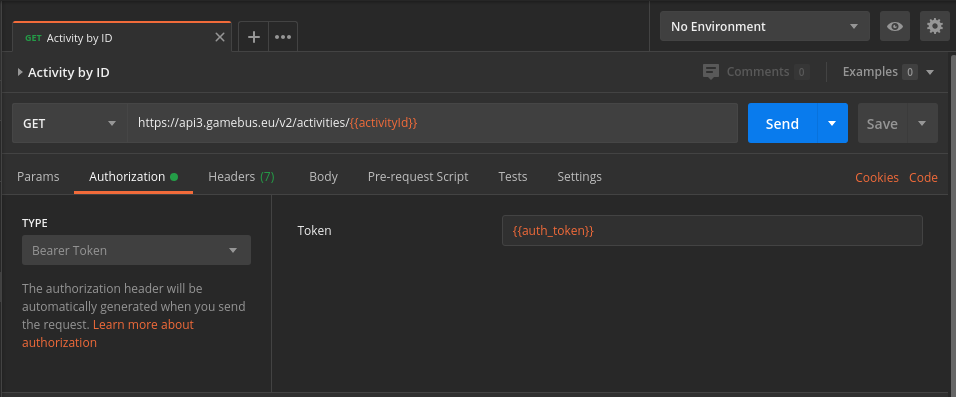 GET Activity by ID
No Environment
Activity by ID
Comments 0
Examples 0
GET
https://api3.gamebus.eu/v2/activities/{{activityId}}
Send
Save
Params
Authorization
Headers (7)
Body
Pre-request Script
Tests
Settings
Cookies
Code
TYPE
Bearer Token
The authorization header will be
automatically generated when you send
the request. Learn more about
authorization
Token
{{auth_token}}